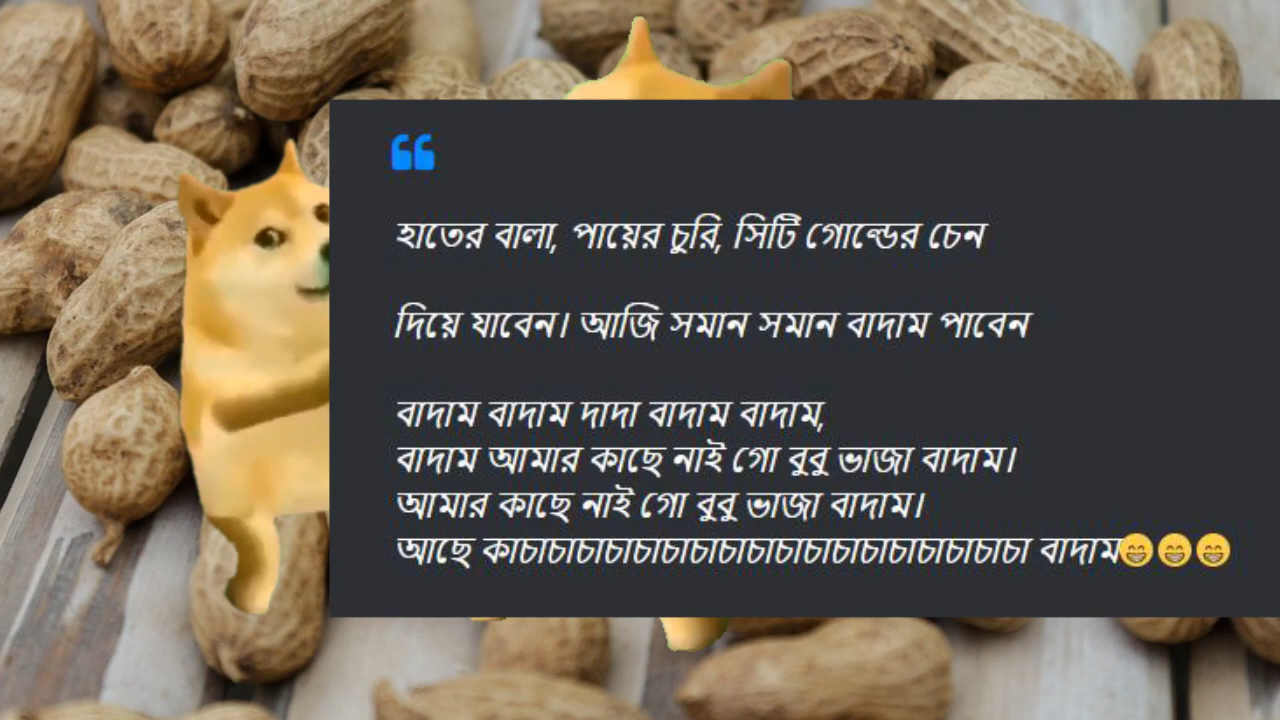 হাতের বালা, পায়ের চুরি, সিটি গোল্ডের চেন
দিয়ে যাবেন। আজি সমান সমান বাদাম পাবেন
বাদাম বাদাম দাদা বাদাম বাদাম,
বাদাম আমার কাছে নাই গো বুবু ভাজা বাদাম।
আমার কাছে নাই গো বুবু ভাজা বাদাম।
আছে কাচাচাচাচাচাচাচাচাচাচাচাচাচাচাচাচাচাচা বাদাম😁😁😁